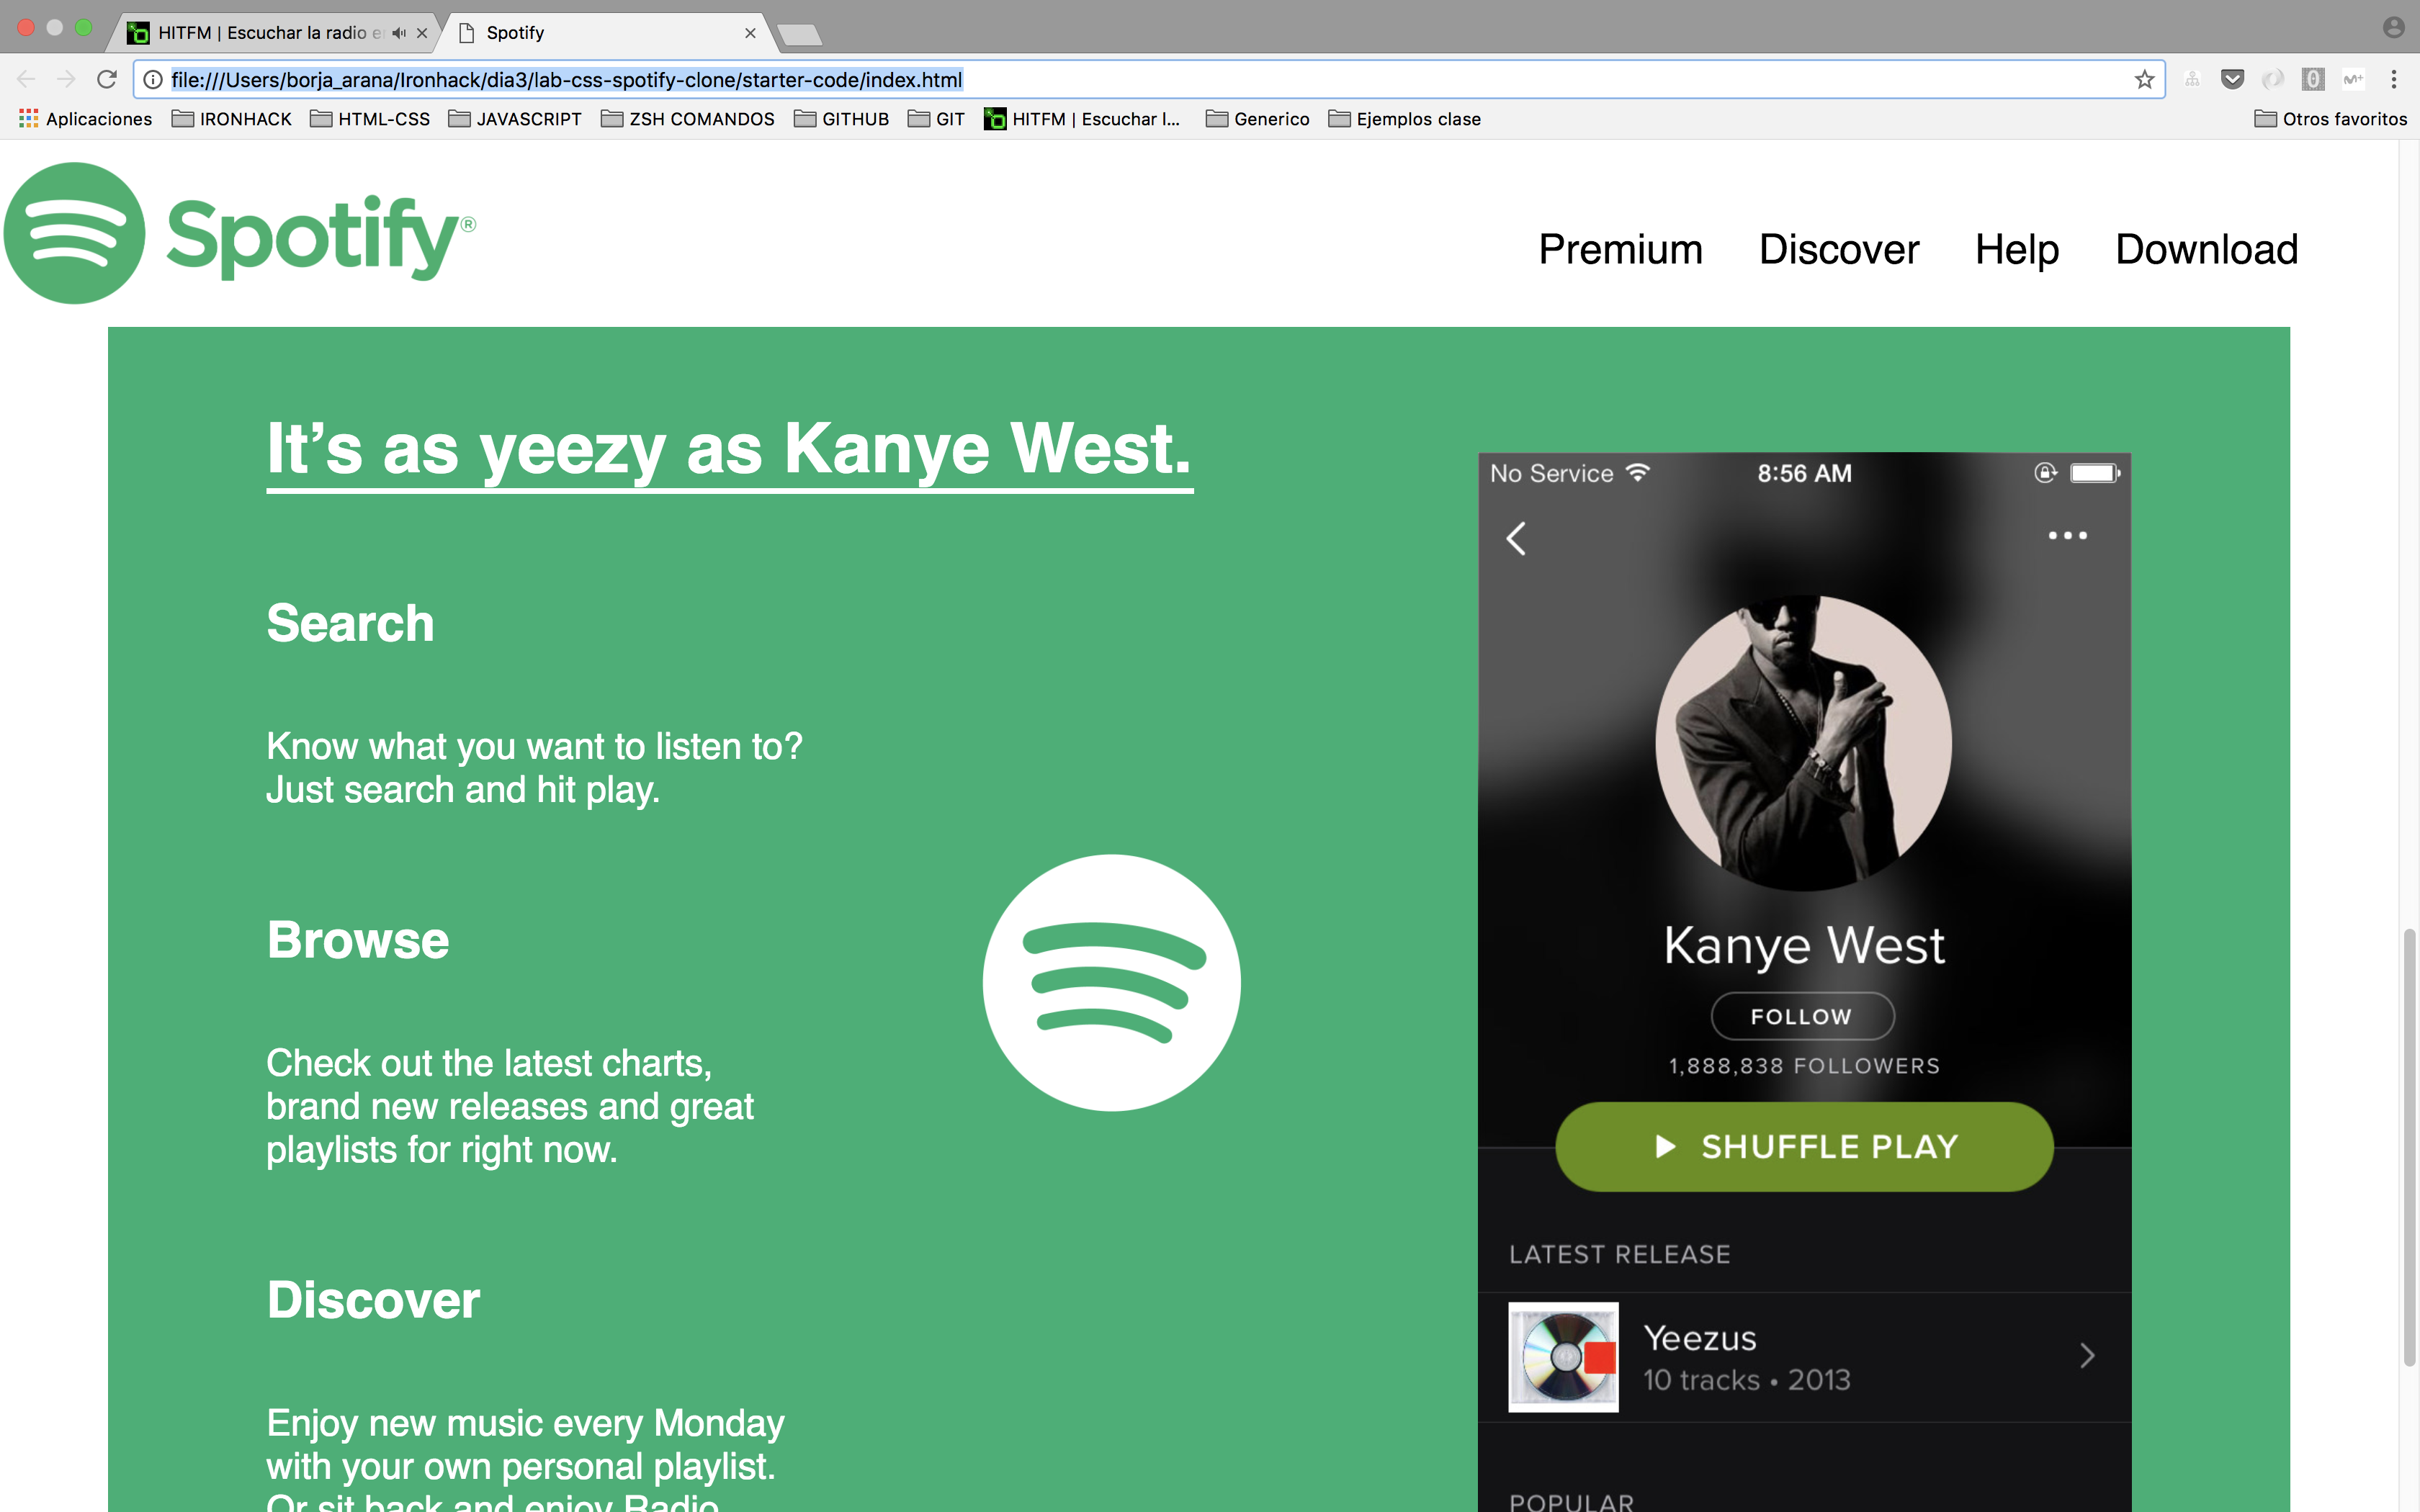 HITFM | Escuchar la radio e
Spotify
file:///Users/borja_arana/Ironhack/dia3/lab-css-spotify-clone/starter-code/index.html
Aplicaciones IRONHACK HTML-CSS JAVASCRIPT ZSH COMANDOS GITHUB GIT HITFM | Escuchar l... Generico Ejemplos clase Otros favoritos
Spotify®
Premium Discover Help Download
It’s as yeezy as Kanye West.
Search
Know what you want to listen to?
Just search and hit play.
Browse
Check out the latest charts,
brand new releases and great
playlists for right now.
Discover
Enjoy new music every Monday
with your own personal playlist.
Or sit back and enjoy Radio.
No Service 8:56 AM
Kanye West
FOLLOW
1,888,838 FOLLOWERS
SHUFFLE PLAY
LATEST RELEASE
Yeezus
10 tracks • 2013
POPULAR